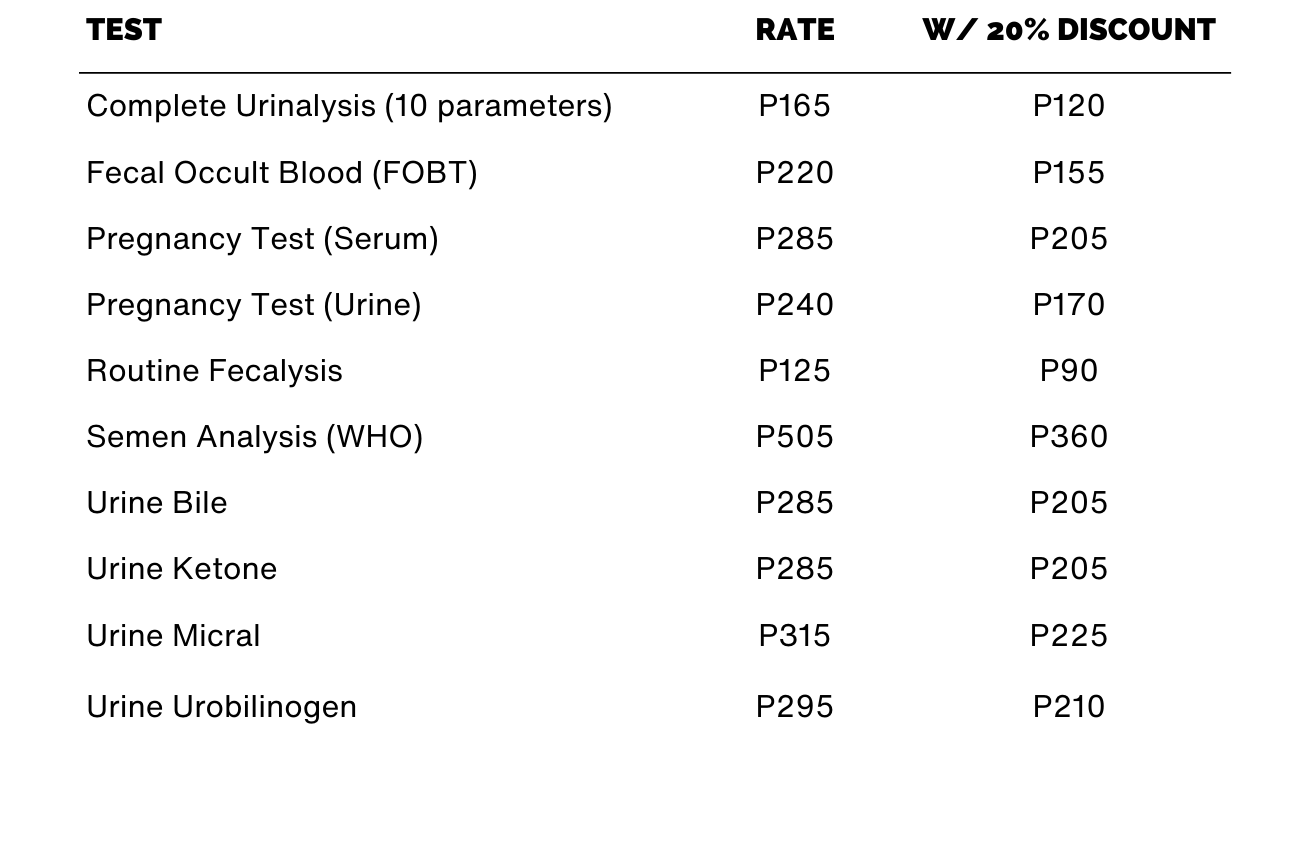 TEST RATE W/ 20% DISCOUNT
Complete Urinalysis (10 parameters) P165 P120
Fecal Occult Blood (FOBT) P220 P155
Pregnancy Test (Serum) P285 P205
Pregnancy Test (Urine) P240 P170
Routine Fecalysis P125 P90
Semen Analysis (WHO) P505 P360
Urine Bile P285 P205
Urine Ketone P285 P205
Urine Micral P315 P225
Urine Urobilinogen P295 P210